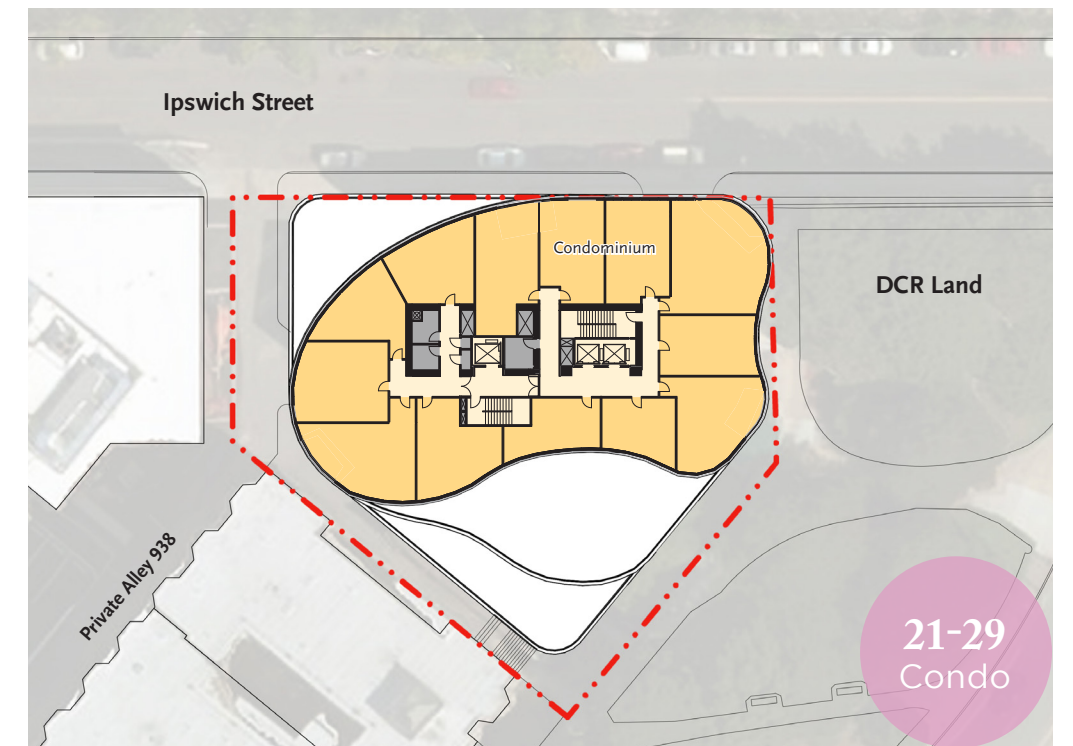 Ipswich Street
Condominium
DCR Land
Private Alley 938
21-29
Condo